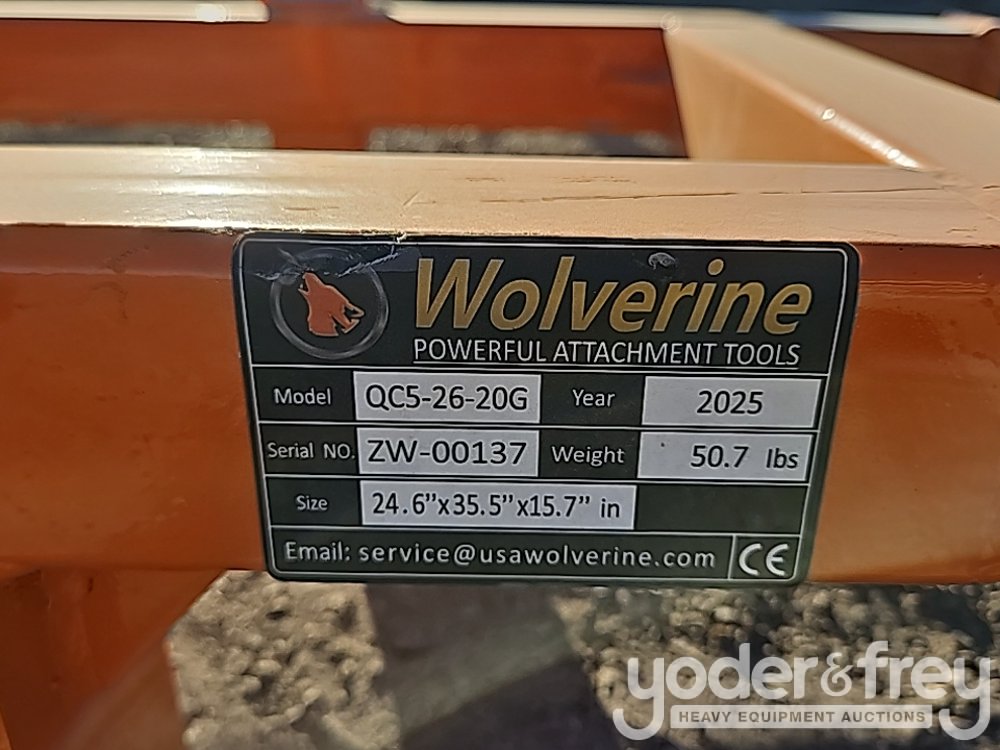 Wolverine
POWERFUL ATTACHMENT TOOLS
Model QC5-26-20G Year 2025
Serial NO. ZW-00137 Weight 50.7 lbs
Size 24.6”x35.5”x15.7” in
Email: service@usawolverine.com CE
yoder&frey
HEAVY EQUIPMENT AUCTIONS